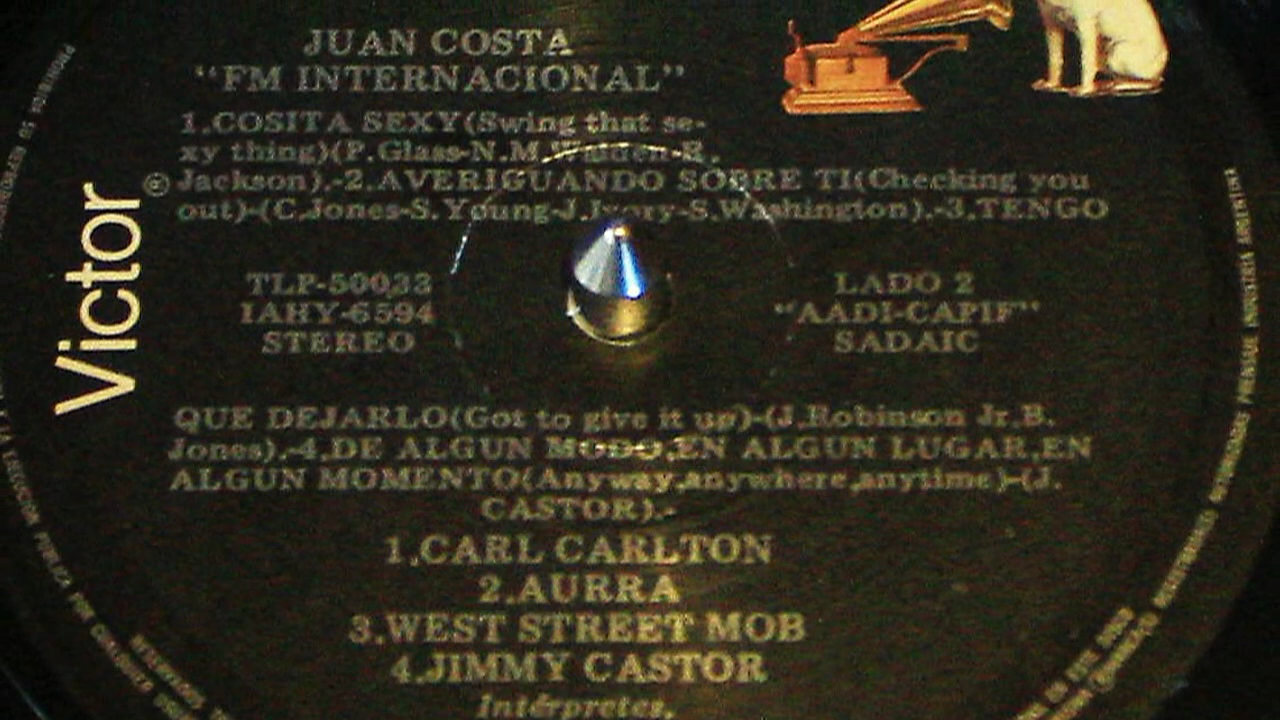 JUAN COSTA
"FM INTERNACIONAL"
1.COSITA SEXY(Swing that se-
xy thing)(P.Glass-N.M.Walden-R.
Jackson).-2.AVERIGUANDO SOBRE TI(Checking you
out)-(C.Jones-S.Young-J.Ivory-S.Washington).-3.TENGO
Victor®
TLP-50033
IAHY-6594
STEREO
LADO 2
"AADI-CAPIF"
SADAIC
QUE DEJARLO(Got to give it up)-(J.Robinson Jr.B.
Jones).-4.DE ALGUN MODO,EN ALGUN LUGAR,EN
ALGUN MOMENTO(Anyway,anywhere,anytime)-(J.
CASTOR).-
1.CARL CARLTON
2.AURRA
3.WEST STREET MOB
4.JIMMY CASTOR
Intérpretes.
INDUSTRIA ARGENTINA